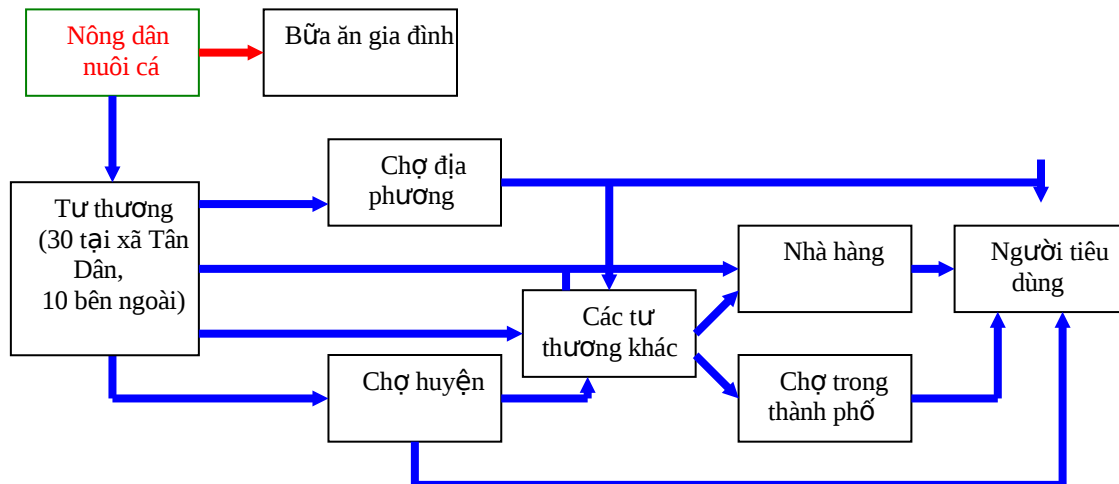 Nông dân
nuôi cá
Bữa ăn gia đình
Chợ địa
phương
Tư thương
(30 tại xã Tân
Dân,
10 bên ngoài)
Nhà hàng
Người tiêu
dùng
Các tư
thương khác
Chợ huyện
Chợ trong
thành phố